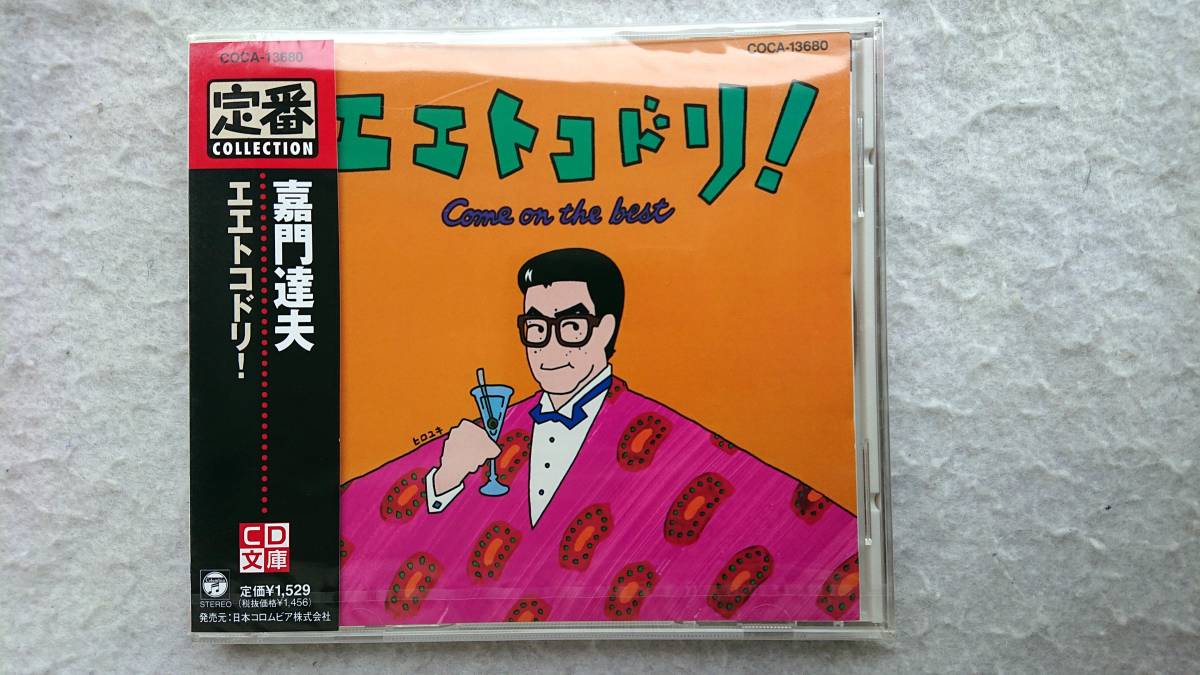 COCA-13680
定番
COLLECTION
嘉門達夫
エエトコドリ!
CD
文庫
Columbia
STEREO
定価¥1,529
(税抜価格¥1,456)
発売元:日本コロムビア株式会社
COCA-13680
エエトコドリ!
Come on the best
ヒロユキ